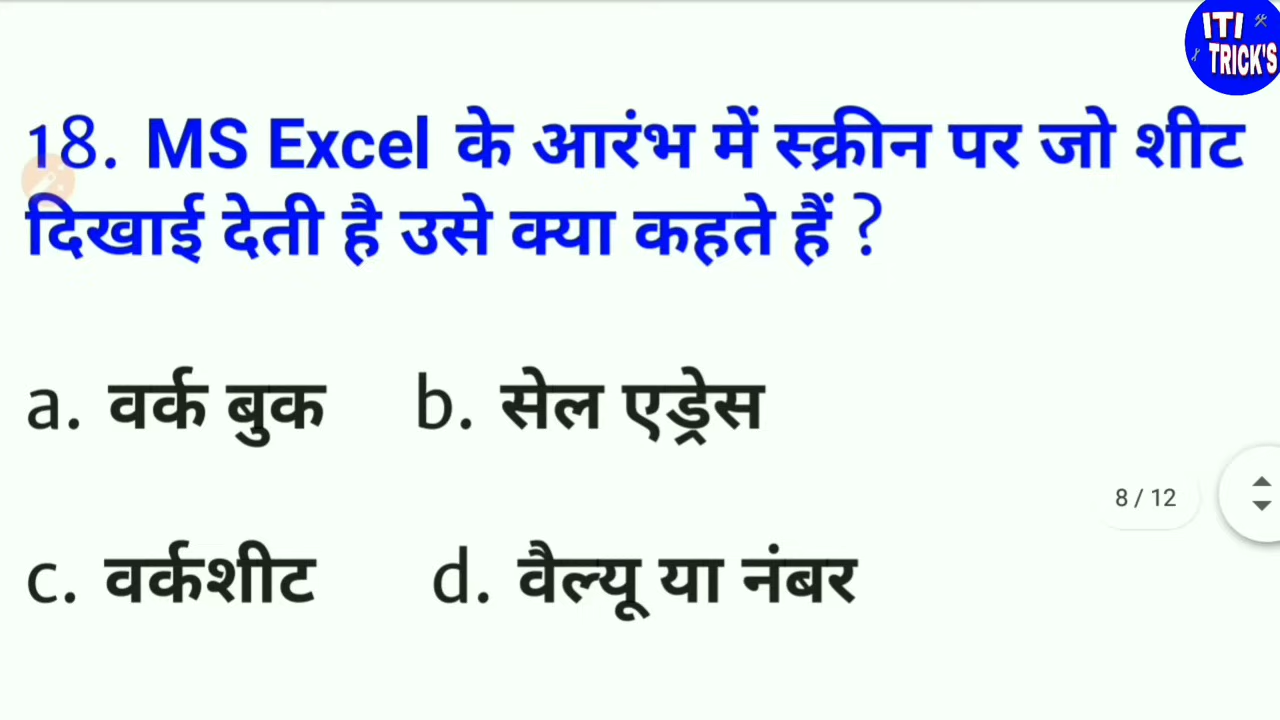 ITI
TRICK'S
18. MS Excel के आरंभ में स्क्रीन पर जो शीट
दिखाई देती है उसे क्या कहते हैं ?
a. वर्क बुक b. सेल एड्रेस
8 / 12
c. वर्कशीट d. वैल्यू या नंबर